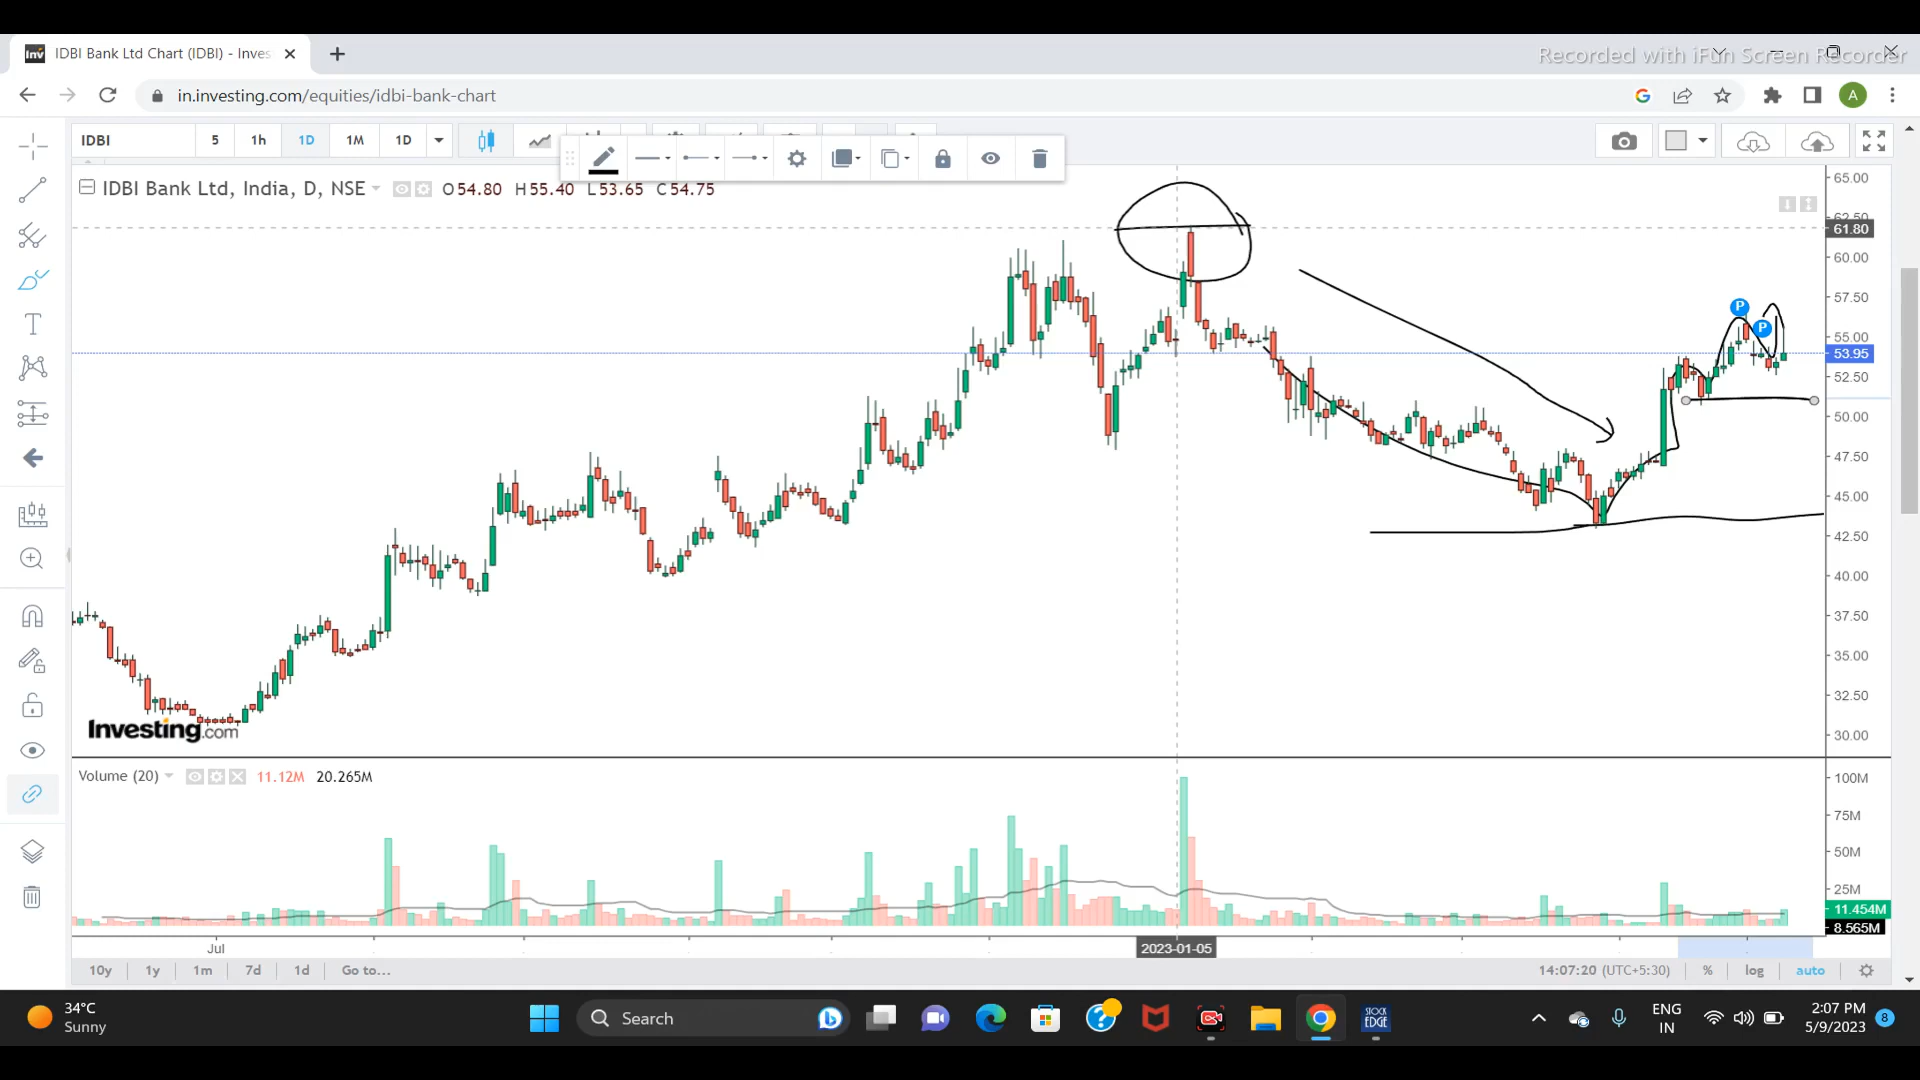 IDBI Bank Ltd Chart (IDBI) - Inves
Recorded with iFun Screen Recorder
in.investing.com/equities/idbi-bank-chart
A
IDBI 5 1h 1D 1M 1D
IDBI Bank Ltd, India, D, NSE O54.80 H55.40 L53.65 C54.75
65.00
62.50
61.80
60.00
57.50
55.00
53.95
52.50
50.00
47.50
45.00
42.50
40.00
37.50
35.00
32.50
30.00
P
P
Investing.com
Volume (20) 11.12M 20.265M
100M
75M
50M
25M
11.454M
8.565M
Jul 2023-01-05
10y 1y 1m 7d 1d Go to... 14:07:20 (UTC+5:30) % log auto
34°C
Sunny
Search
STOCK
EDGE
ENG
IN
2:07 PM
5/9/2023
8